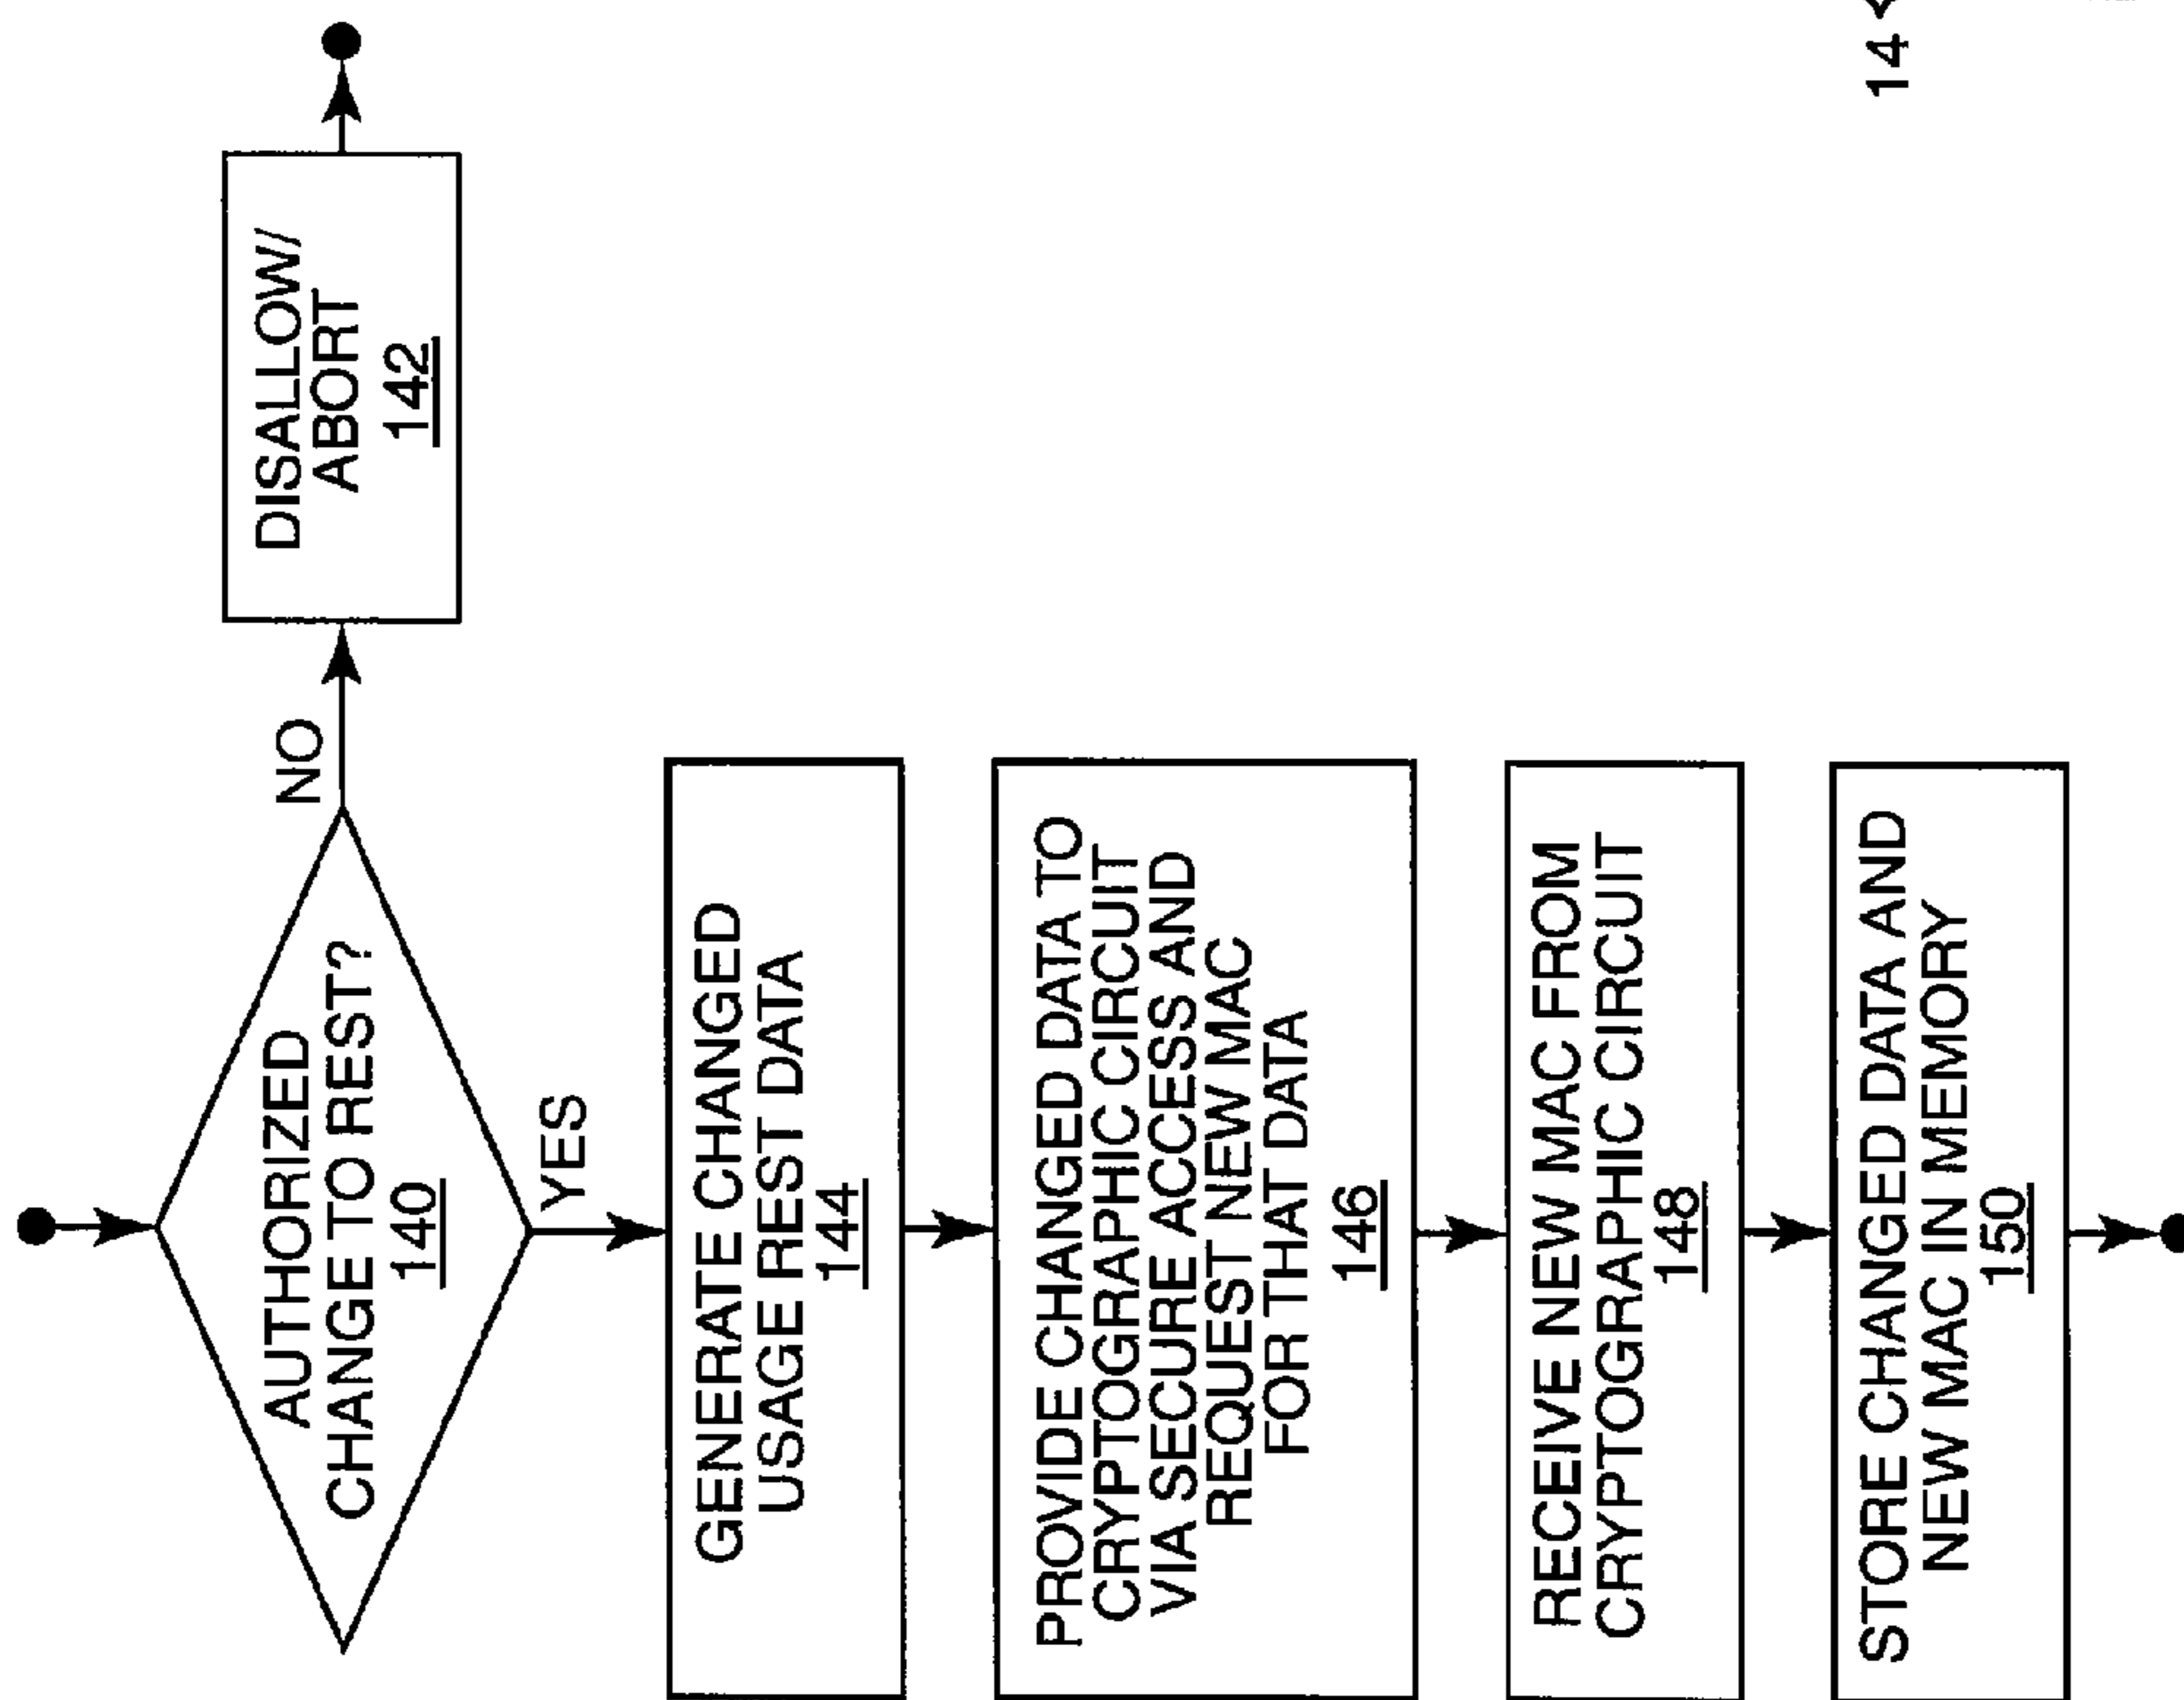 AUTHORIZED
CHANGE TO REST?
140
NO
DISALLOW/
ABORT
142
YES
GENERATE CHANGED
USAGE REST DATA
144
PROVIDE CHANGED DATA TO
CRYPTOGRAPHIC CIRCUIT
VIA SECURE ACCESS AND
REQUEST NEW MAC
FOR THAT DATA
146
RECEIVE NEW MAC FROM
CRYPTOGRAPHIC CIRCUIT
148
STORE CHANGED DATA AND
NEW MAC IN MEMORY
150
14